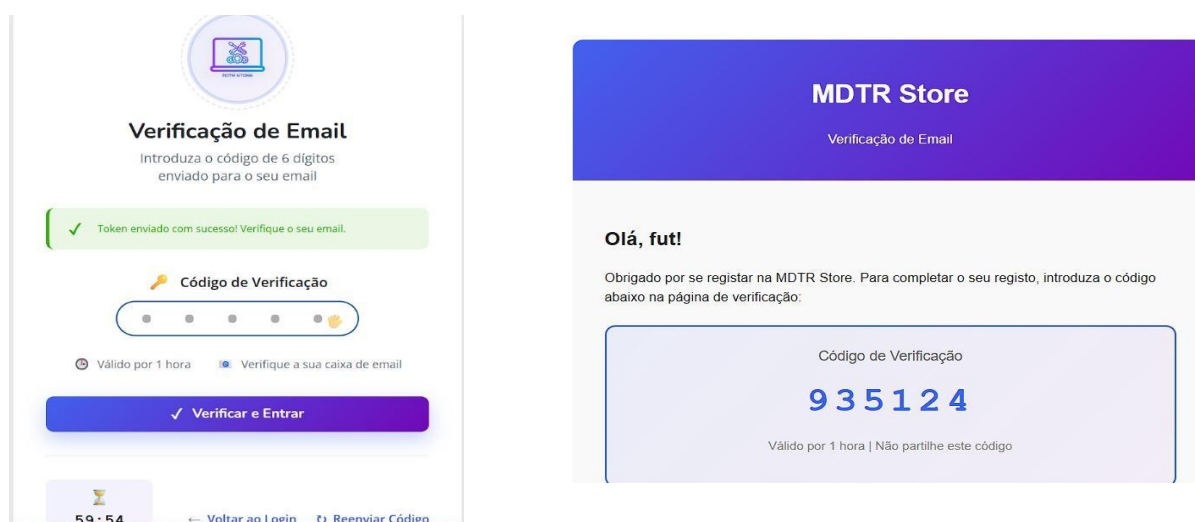 Verificação de Email
Introduza o código de 6 dígitos
enviado para o seu email
✓ Token enviado com sucesso! Verifique o seu email.
Código de Verificação
Válido por 1 hora Verifique a sua caixa de email
✓ Verificar e Entrar
59:54 ← Voltar ao Login ↻ Reenviar Código
MDTR Store
Verificação de Email
Olá, fut!
Obrigado por se registar na MDTR Store. Para completar o seu registo, introduza o código
abaixo na página de verificação:
Código de Verificação
935124
Válido por 1 hora | Não partilhe este código